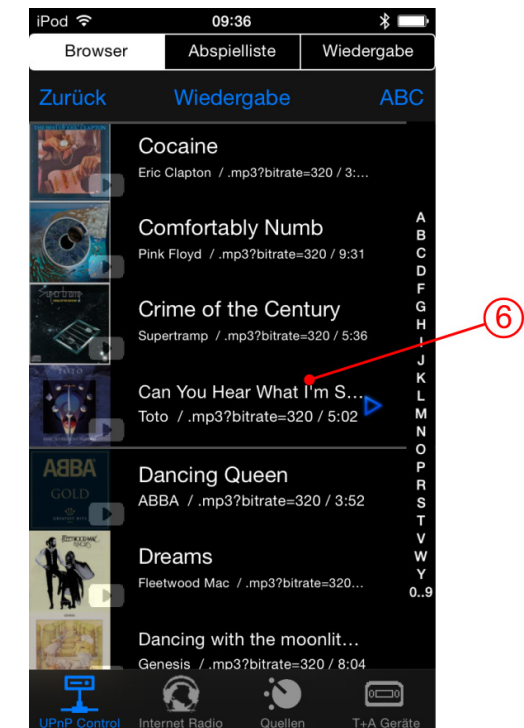 iPod 09:36
Browser Abspielliste Wiedergabe
Zurück Wiedergabe ABC
Cocaine
Eric Clapton / .mp3?bitrate=320 / 3:...
Comfortably Numb
Pink Floyd / .mp3?bitrate=320 / 9:31
Crime of the Century
Supertramp / .mp3?bitrate=320 / 5:36
Can You Hear What I'm S...
Toto / .mp3?bitrate=320 / 5:02
Dancing Queen
ABBA / .mp3?bitrate=320 / 3:52
Dreams
Fleetwood Mac / .mp3?bitrate=320...
Dancing with the moonlit...
Genesis / .mp3?bitrate=320 / 8:04
A
B
C
D
F
G
H
I
J
K
L
M
N
O
P
R
S
T
V
W
Y
0..9
6
TOTO
ABBA
GOLD
UPnP Control Internet Radio Quellen T+A Geräte